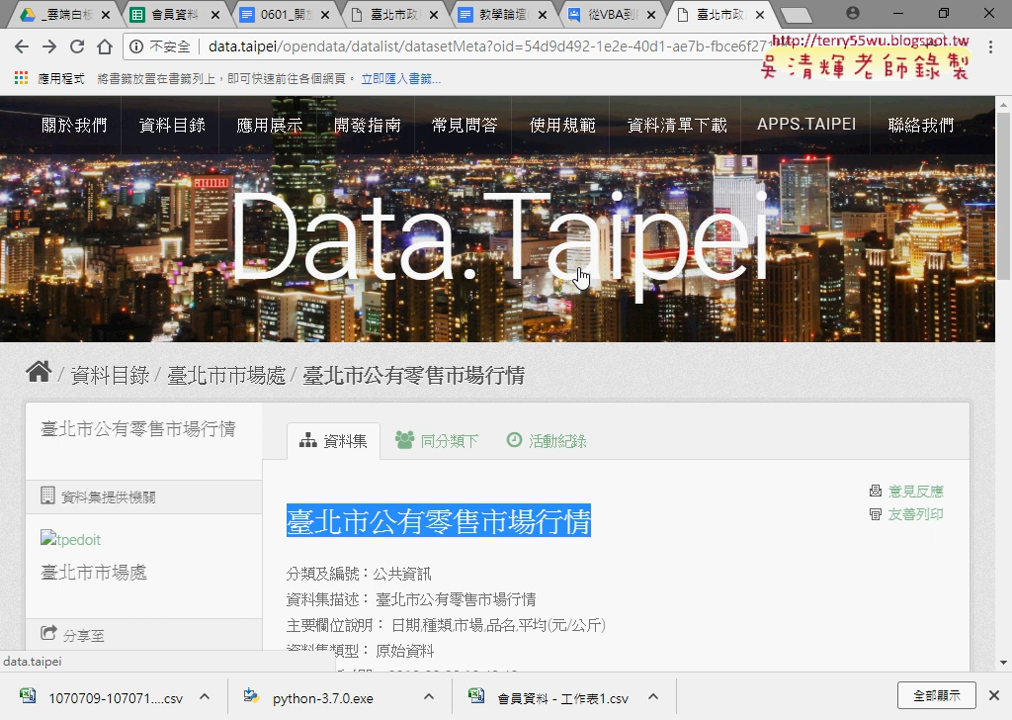 _雲端白板
會員資料
0601_開放
臺北市政府
教學論壇
從VBA到
臺北市政府
不安全 | data.taipei/opendata/datalist/datasetMeta?oid=54d9d492-1e2e-40d1-ae7b-fbce6f271
http://terry55wu.blogspot.tw
吳清輝老師錄製
應用程式 將書籤放置在書籤列上，即可快速前往各個網頁。 立即匯入書籤...
關於我們 資料目錄 應用展示 開發指南 常見問答 使用規範 資料清單下載 APPS.TAIPEI 聯絡我們
Data.Taipei
/ 資料目錄 / 臺北市市場處 / 臺北市公有零售市場行情
臺北市公有零售市場行情
資料集提供機關
tpedoit
臺北市市場處
分享至
資料集 同分類下 活動紀錄
意見反應
友善列印
臺北市公有零售市場行情
分類及編號：公共資訊
資料集描述： 臺北市公有零售市場行情
主要欄位說明： 日期,種類,市場,品名,平均(元/公斤)
資料集類型： 原始資料
data.taipei
1070709-107071....csv
python-3.7.0.exe
會員資料 - 工作表1.csv
全部顯示